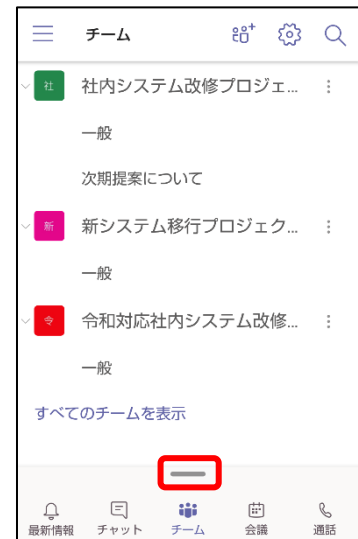 チーム
社 社内システム改修プロジェ...
一般
次期提案について
新 新システム移行プロジェク...
一般
令 令和対応社内システム改修...
一般
すべてのチームを表示
最新情報 チャット チーム 会議 通話